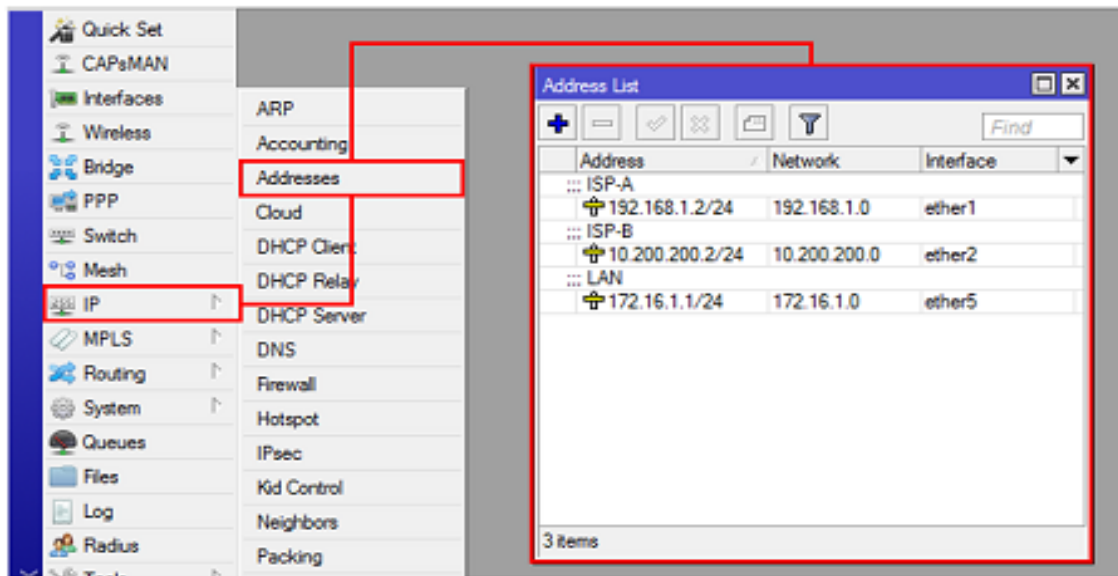 Quick Set
CAPsMAN
Interfaces
Wireless
Bridge
PPP
Switch
Mesh
IP
MPLS
Routing
System
Queues
Files
Log
Radius
Tools
ARP
Accounting
Addresses
Cloud
DHCP Client
DHCP Relay
DHCP Server
DNS
Firewall
Hotspot
IPsec
Kid Control
Neighbors
Packing
Address List
Find
Address Network Interface
::: ISP-A
192.168.1.2/24 192.168.1.0 ether1
::: ISP-B
10.200.200.2/24 10.200.200.0 ether2
::: LAN
172.16.1.1/24 172.16.1.0 ether5
3 items